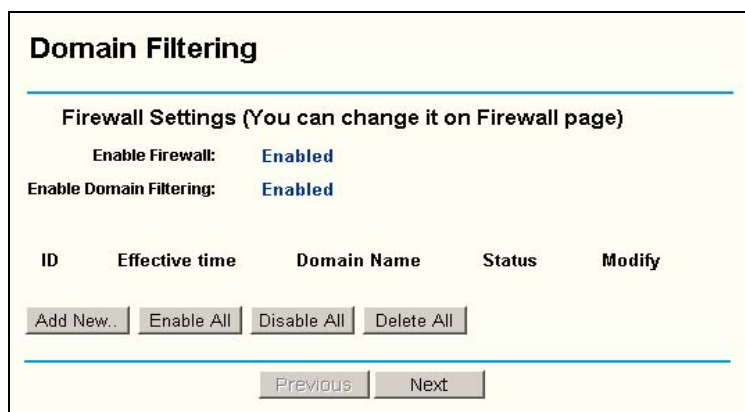 Domain Filtering
Firewall Settings (You can change it on Firewall page)
Enable Firewall: Enabled
Enable Domain Filtering: Enabled
ID Effective time Domain Name Status Modify
Add New.. Enable All Disable All Delete All
Previous Next